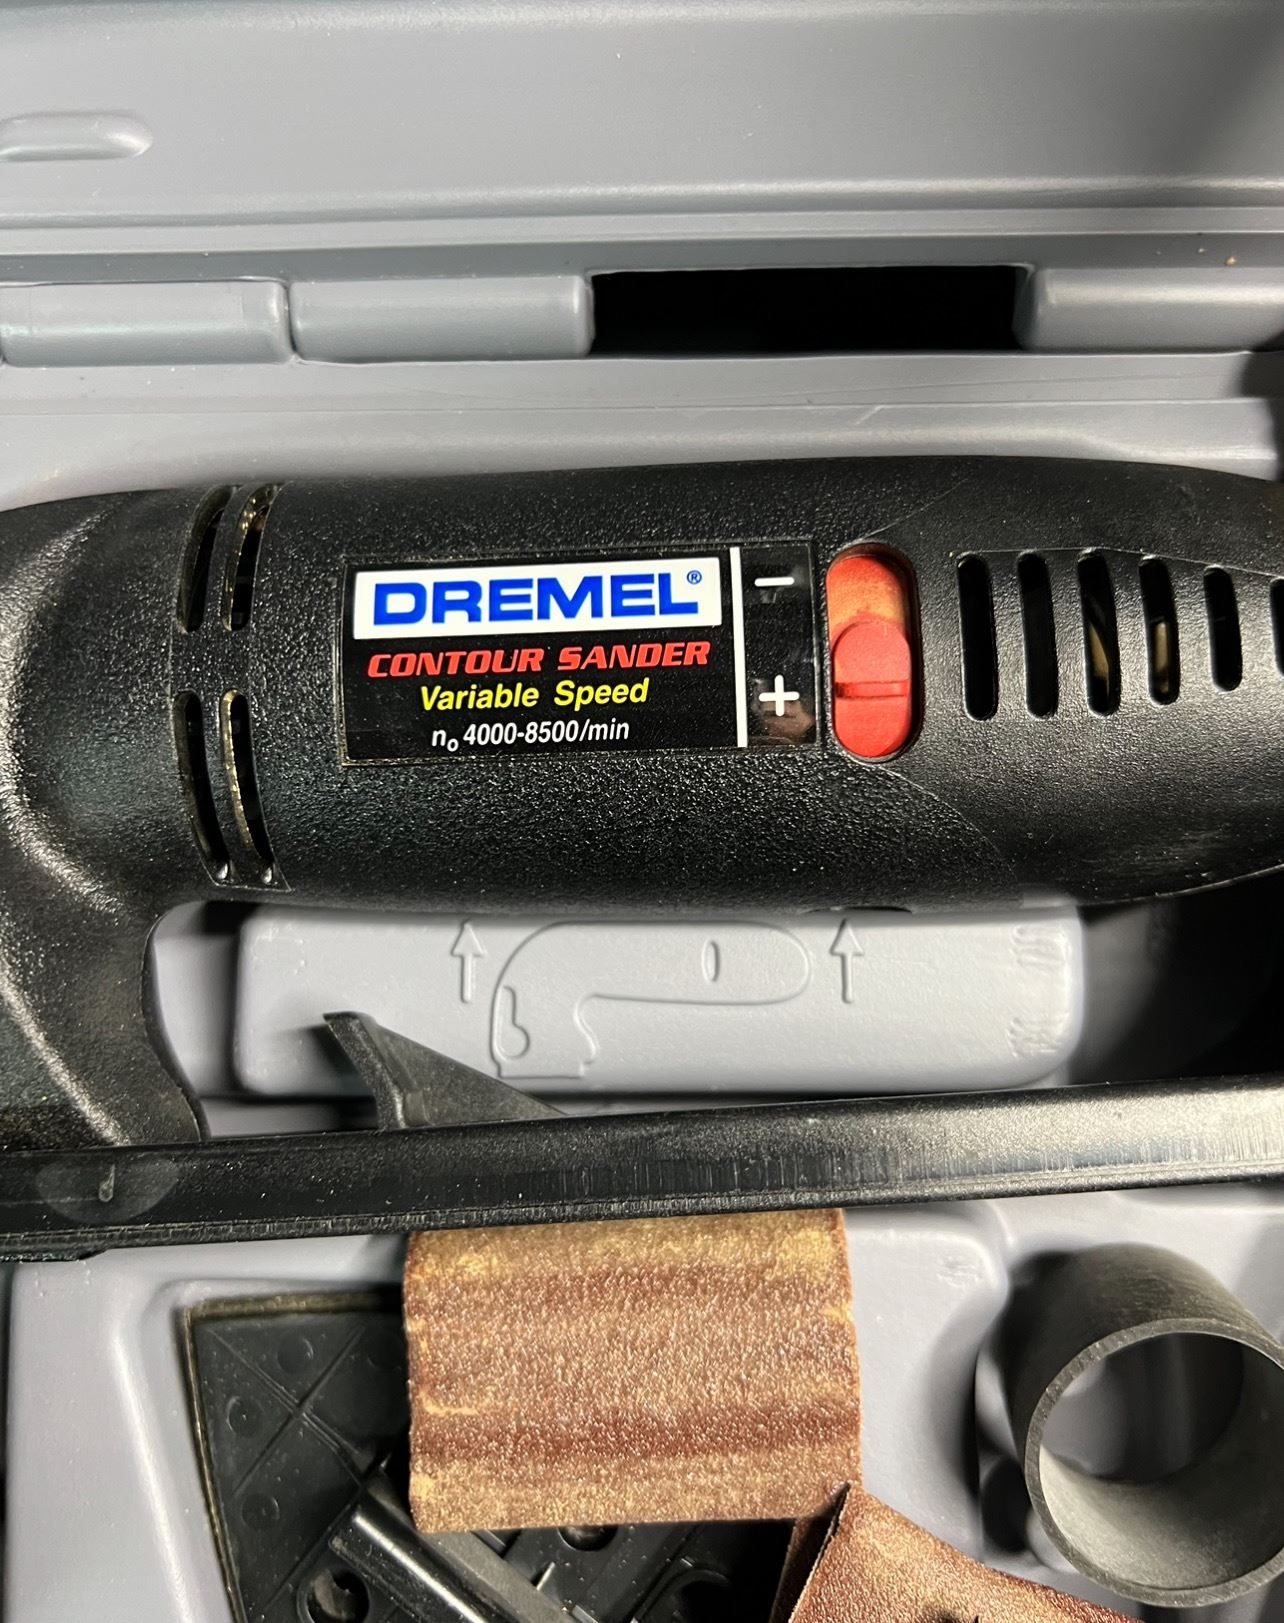 DREMEL®
CONTOUR SANDER
Variable Speed
n₀ 4000-8500/min
−
+